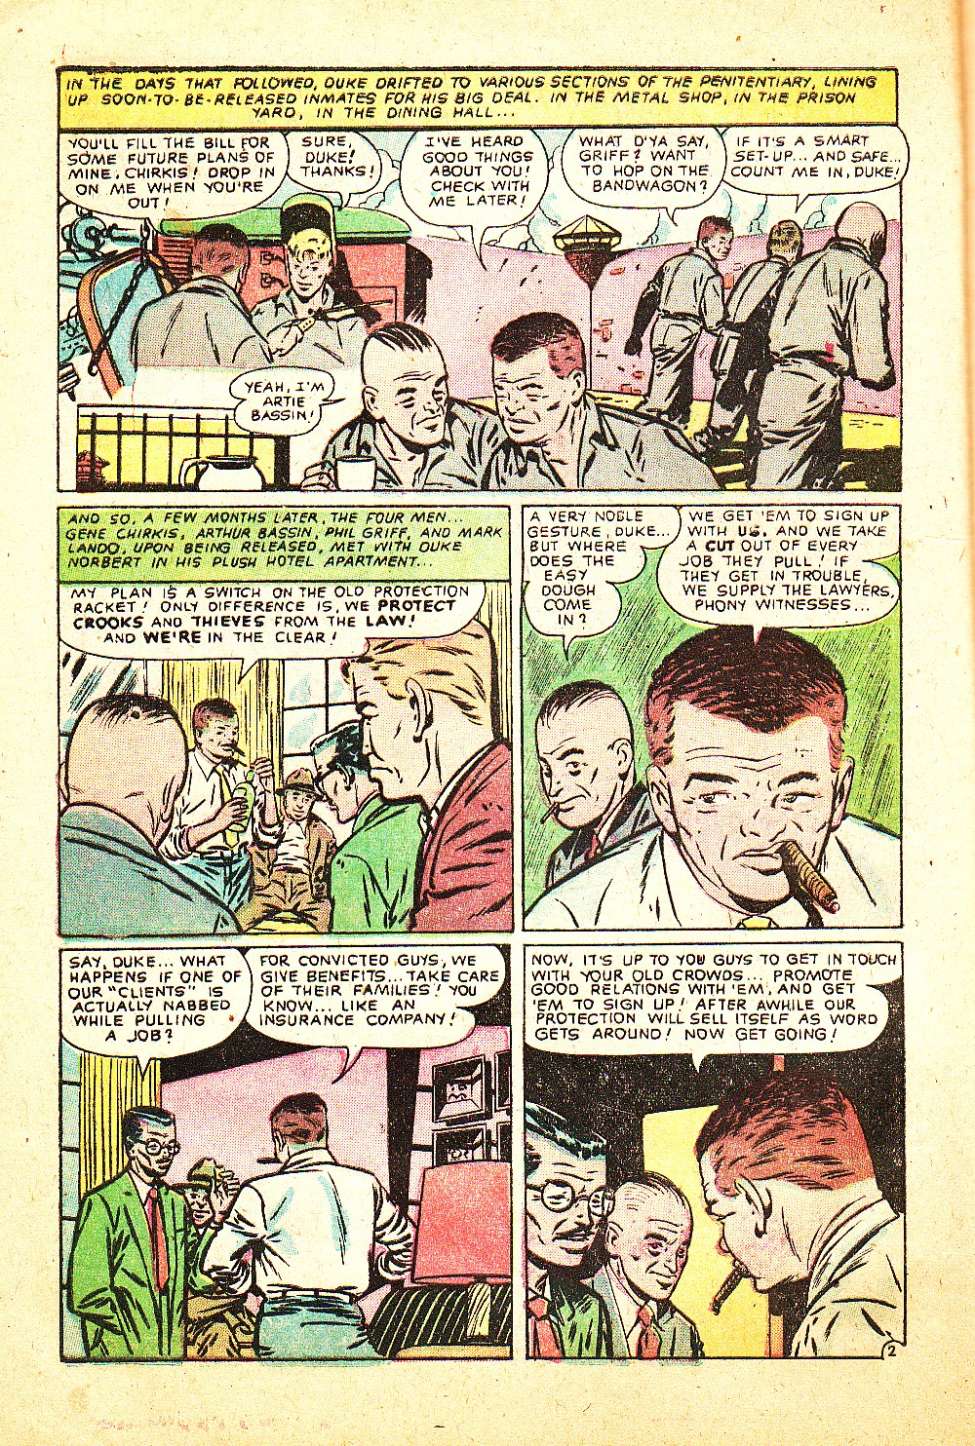 IN THE DAYS THAT FOLLOWED, DUKE DRIFTED TO VARIOUS SECTIONS OF THE PENITENTIARY, LINING
UP SOON-TO-BE-RELEASED INMATES FOR HIS BIG DEAL. IN THE METAL SHOP, IN THE PRISON
YARD, IN THE DINING HALL...
YOU'LL FILL THE BILL FOR
SOME FUTURE PLANS OF
MINE, CHIRKIS! DROP IN
ON ME WHEN YOU'RE
OUT!
SURE,
DUKE!
THANKS!
I'VE HEARD
GOOD THINGS
ABOUT YOU!
CHECK WITH
ME LATER!
WHAT D'YA SAY,
GRIFF? WANT
TO HOP ON THE
BANDWAGON?
IF IT'S A SMART
SET-UP... AND SAFE...
COUNT ME IN, DUKE!
YEAH, I'M
ARTIE
BASSIN!
AND SO, A FEW MONTHS LATER, THE FOUR MEN...
GENE CHIRKIS, ARTHUR BASSIN, PHIL GRIFF, AND MARK
LANDO, UPON BEING RELEASED, MET WITH DUKE
NORBERT IN HIS PLUSH HOTEL APARTMENT...
MY PLAN IS A SWITCH ON THE OLD PROTECTION
RACKET! ONLY DIFFERENCE IS, WE PROTECT
CROOKS AND THIEVES FROM THE LAW!
AND WE'RE IN THE CLEAR!
A VERY NOBLE
GESTURE, DUKE...
BUT WHERE
DOES THE
EASY
DOUGH
COME
IN?
WE GET 'EM TO SIGN UP
WITH US, AND WE TAKE
A CUT OUT OF EVERY
JOB THEY PULL! IF
THEY GET IN TROUBLE,
WE SUPPLY THE LAWYERS,
PHONY WITNESSES...
SAY, DUKE... WHAT
HAPPENS IF ONE OF
OUR "CLIENTS" IS
ACTUALLY NABBED
WHILE PULLING
A JOB?
FOR CONVICTED GUYS, WE
GIVE BENEFITS... TAKE CARE
OF THEIR FAMILIES! YOU
KNOW... LIKE AN
INSURANCE COMPANY!
NOW, IT'S UP TO YOU GUYS TO GET IN TOUCH
WITH YOUR OLD CROWDS... PROMOTE
GOOD RELATIONS WITH 'EM, AND GET
'EM TO SIGN UP! AFTER AWHILE OUR
PROTECTION WILL SELL ITSELF AS WORD
GETS AROUND! NOW GET GOING!
2